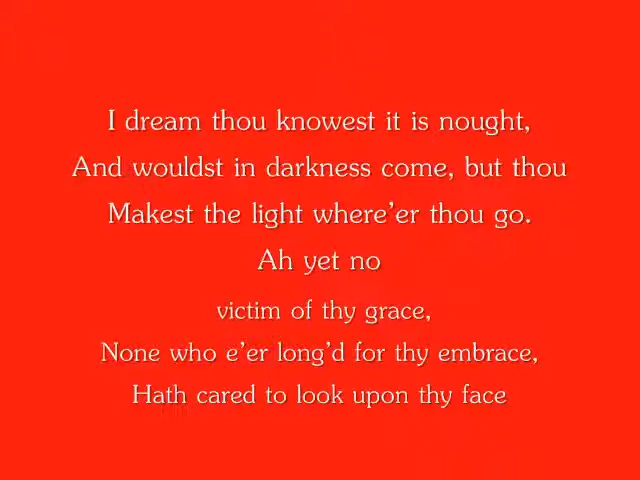 I dream thou knowest it is nought,
And wouldst in darkness come, but thou
Makest the light where’er thou go.
Ah yet no
victim of thy grace,
None who e’er long’d for thy embrace,
Hath cared to look upon thy face